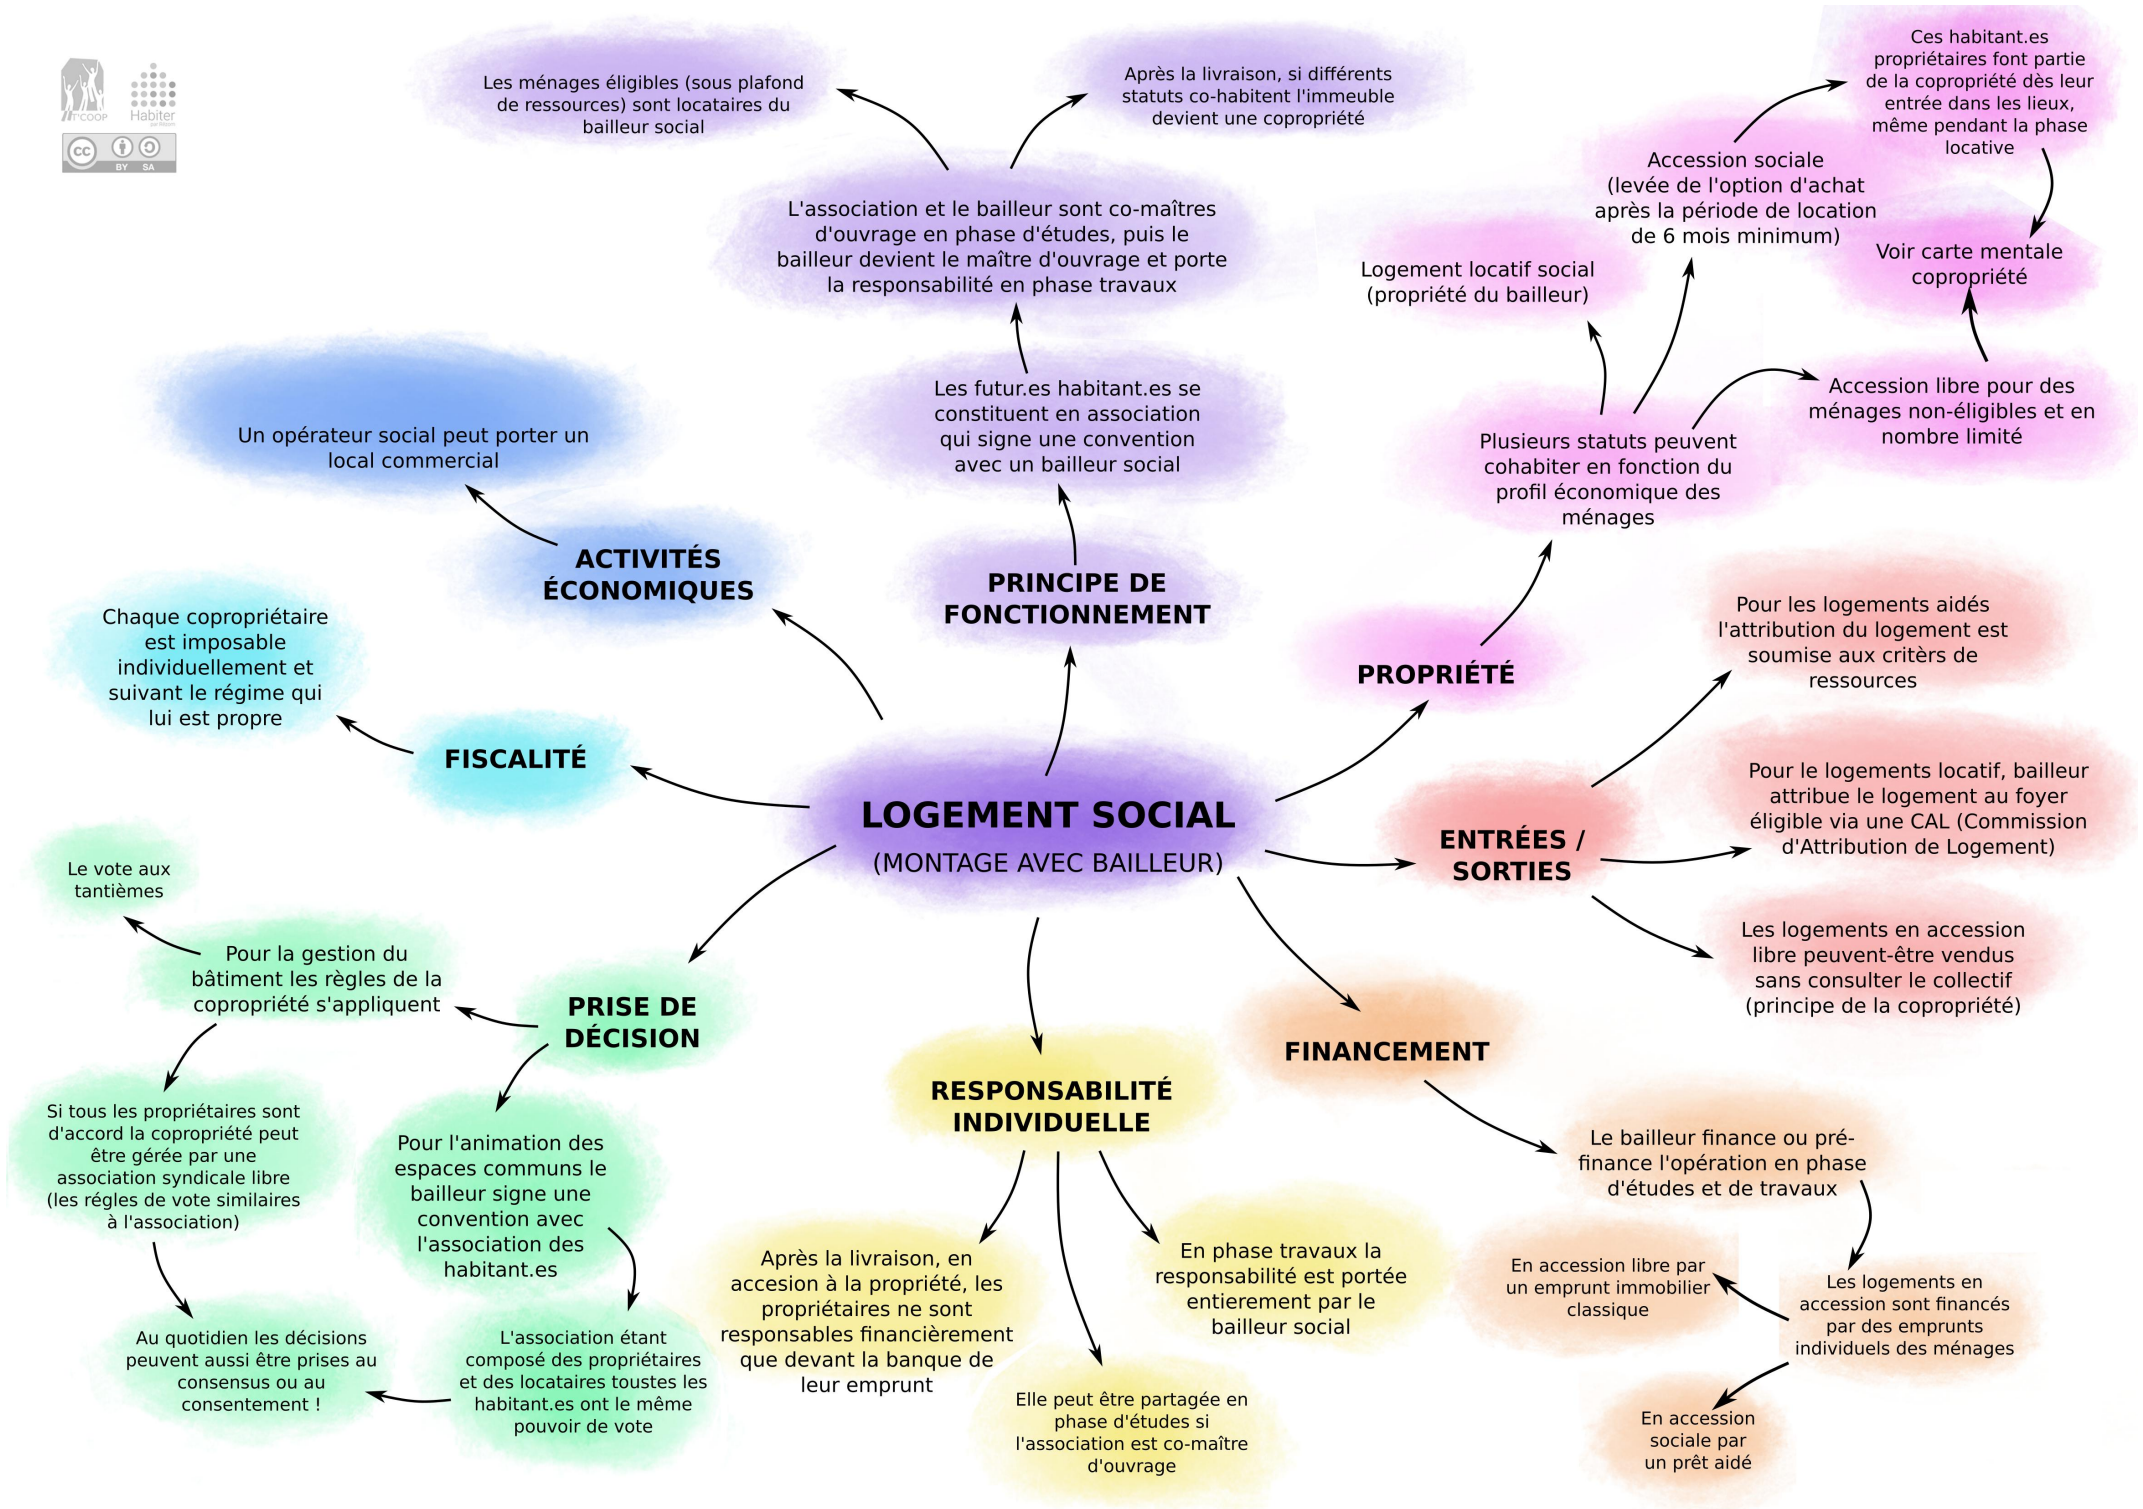 T'COOP
Habiter
cc
BY SA
Les ménages éligibles (sous plafond
de ressources) sont locataires du
bailleur social
Après la livraison, si différents
statuts co-habitent l'immeuble
devient une copropriété
L'association et le bailleur sont co-maîtres
d'ouvrage en phase d'études, puis le
bailleur devient le maître d'ouvrage et porte
la responsabilité en phase travaux
Les futur.es habitant.es se
constituent en association
qui signe une convention
avec un bailleur social
PRINCIPE DE
FONCTIONNEMENT
Ces habitant.es
propriétaires font partie
de la copropriété dès leur
entrée dans les lieux,
même pendant la phase
locative
Accession sociale
(levée de l'option d'achat
après la période de location
de 6 mois minimum)
Voir carte mentale
copropriété
Logement locatif social
(propriété du bailleur)
Accession libre pour des
ménages non-éligibles et en
nombre limité
Plusieurs statuts peuvent
cohabiter en fonction du
profil économique des
ménages
PROPRIÉTÉ
Un opérateur social peut porter un
local commercial
ACTIVITÉS
ÉCONOMIQUES
Chaque copropriétaire
est imposable
individuellement et
suivant le régime qui
lui est propre
FISCALITÉ
LOGEMENT SOCIAL
(MONTAGE AVEC BAILLEUR)
Pour les logements aidés
l'attribution du logement est
soumise aux critèrs de
ressources
Pour le logements locatif, bailleur
attribue le logement au foyer
éligible via une CAL (Commission
d'Attribution de Logement)
ENTRÉES /
SORTIES
Les logements en accession
libre peuvent-être vendus
sans consulter le collectif
(principe de la copropriété)
Le vote aux
tantièmes
Pour la gestion du
bâtiment les règles de la
copropriété s'appliquent
PRISE DE
DÉCISION
Si tous les propriétaires sont
d'accord la copropriété peut
être gérée par une
association syndicale libre
(les régles de vote similaires
à l'association)
Pour l'animation des
espaces communs le
bailleur signe une
convention avec
l'association des
habitant.es
Au quotidien les décisions
peuvent aussi être prises au
consensus ou au
consentement !
L'association étant
composé des propriétaires
et des locataires toustes les
habitant.es ont le même
pouvoir de vote
RESPONSABILITÉ
INDIVIDUELLE
Après la livraison, en
accesion à la propriété, les
propriétaires ne sont
responsables financièrement
que devant la banque de
leur emprunt
Elle peut être partagée en
phase d'études si
l'association est co-maître
d'ouvrage
En phase travaux la
responsabilité est portée
entierement par le
bailleur social
FINANCEMENT
Le bailleur finance ou pré-
finance l'opération en phase
d'études et de travaux
En accession libre par
un emprunt immobilier
classique
Les logements en
accession sont financés
par des emprunts
individuels des ménages
En accession
sociale par
un prêt aidé